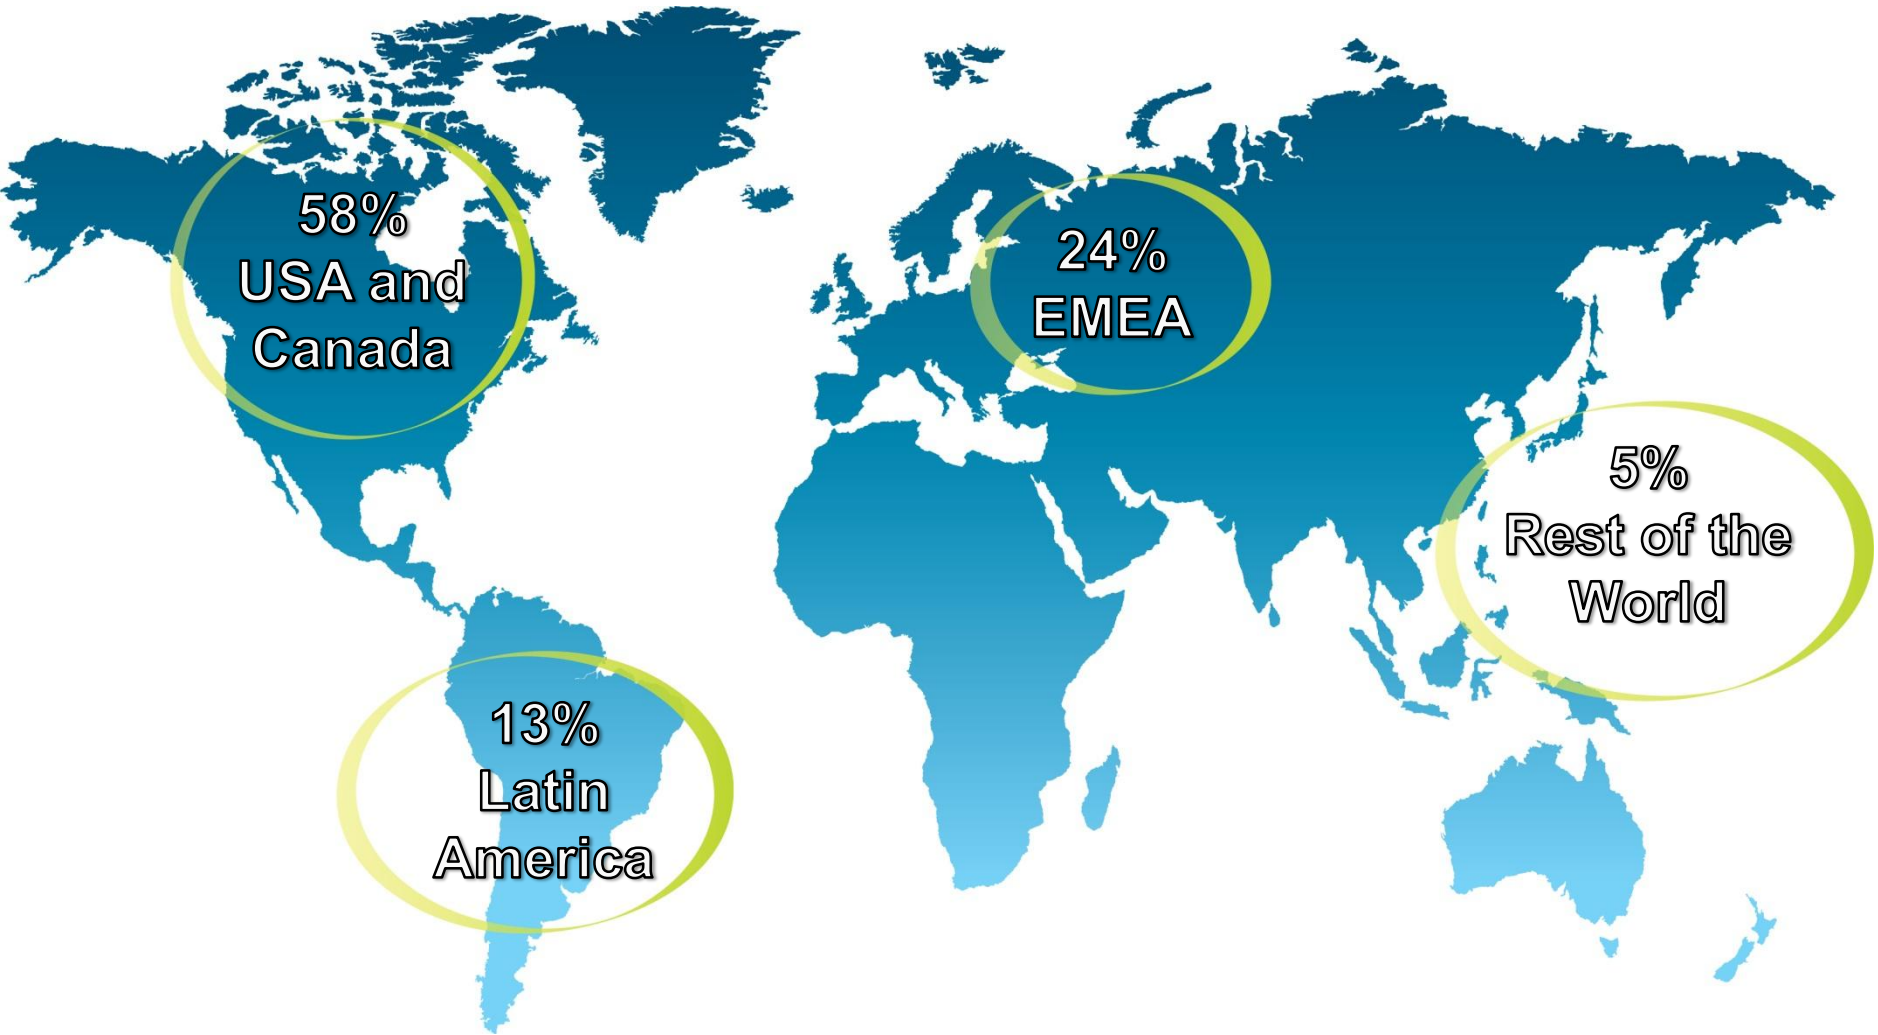 58%
USA and
Canada
24%
EMEA
5%
Rest of the
World
13%
Latin
America